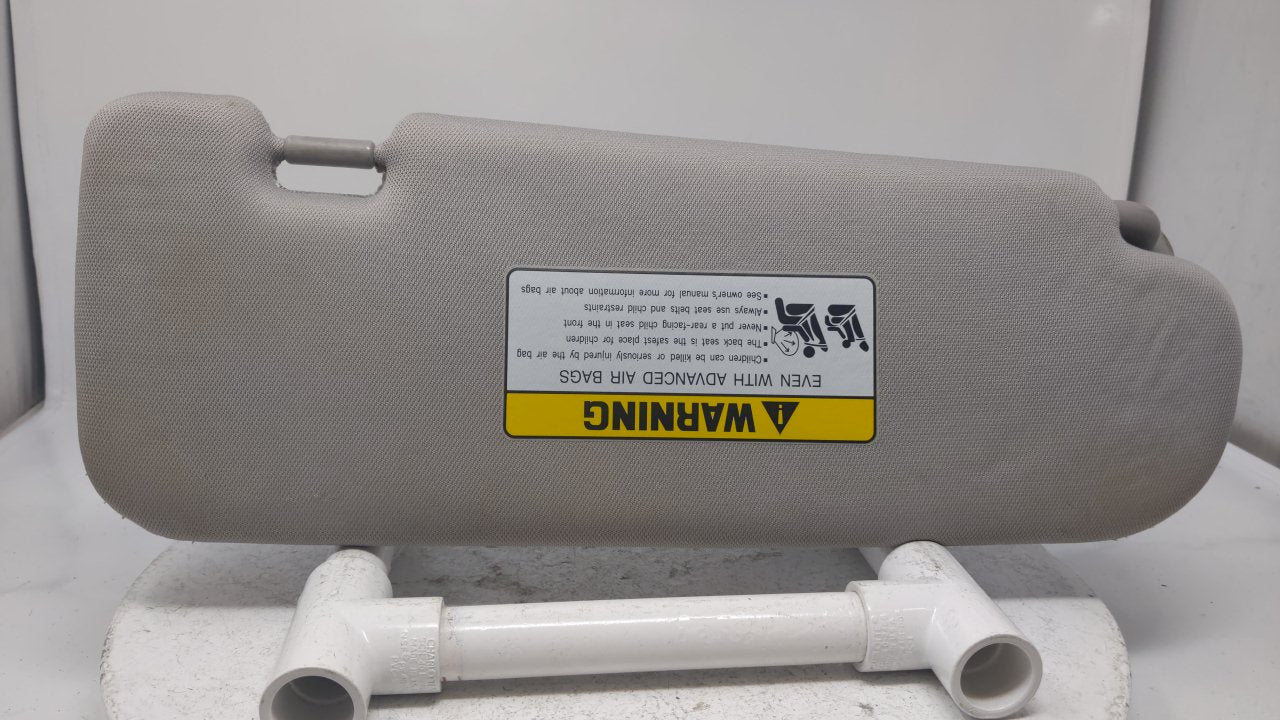 WARNING
EVEN WITH ADVANCED AIR BAGS
▪Children can be killed or seriously injured by the air bag
▪The back seat is the safest place for children
▪Never put a rear-facing child seat in the front
▪Always use seat belts and child restraints
▪See owner's manual for more information about air bags